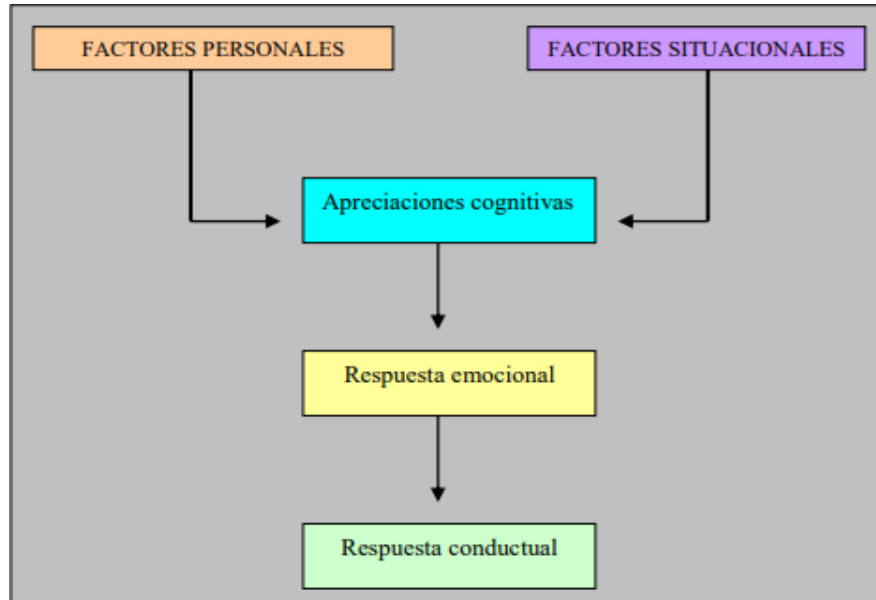 FACTORES PERSONALES
FACTORES SITUACIONALES
Apreciaciones cognitivas
Respuesta emocional
Respuesta conductual